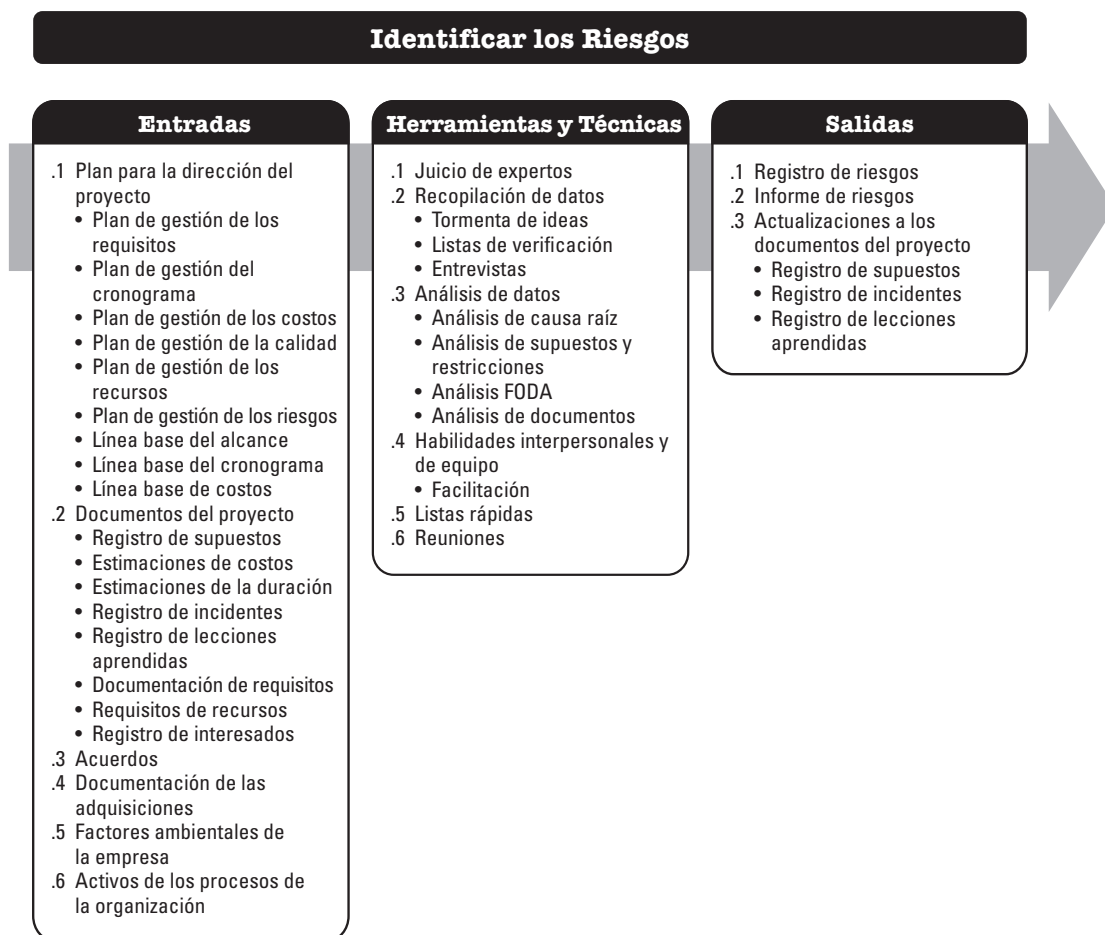 Identificar los Riesgos
Entradas
.1 Plan para la dirección del
proyecto
• Plan de gestión de los
requisitos
• Plan de gestión del
cronograma
• Plan de gestión de los costos
• Plan de gestión de la calidad
• Plan de gestión de los
recursos
• Plan de gestión de los riesgos
• Línea base del alcance
• Línea base del cronograma
• Línea base de costos
.2 Documentos del proyecto
• Registro de supuestos
• Estimaciones de costos
• Estimaciones de la duración
• Registro de incidentes
• Registro de lecciones
aprendidas
• Documentación de requisitos
• Requisitos de recursos
• Registro de interesados
.3 Acuerdos
.4 Documentación de las
adquisiciones
.5 Factores ambientales de
la empresa
.6 Activos de los procesos de
la organización
Herramientas y Técnicas
.1 Juicio de expertos
.2 Recopilación de datos
• Tormenta de ideas
• Listas de verificación
• Entrevistas
.3 Análisis de datos
• Análisis de causa raíz
• Análisis de supuestos y
restricciones
• Análisis FODA
• Análisis de documentos
.4 Habilidades interpersonales y
de equipo
• Facilitación
.5 Listas rápidas
.6 Reuniones
Salidas
.1 Registro de riesgos
.2 Informe de riesgos
.3 Actualizaciones a los
documentos del proyecto
• Registro de supuestos
• Registro de incidentes
• Registro de lecciones
aprendidas